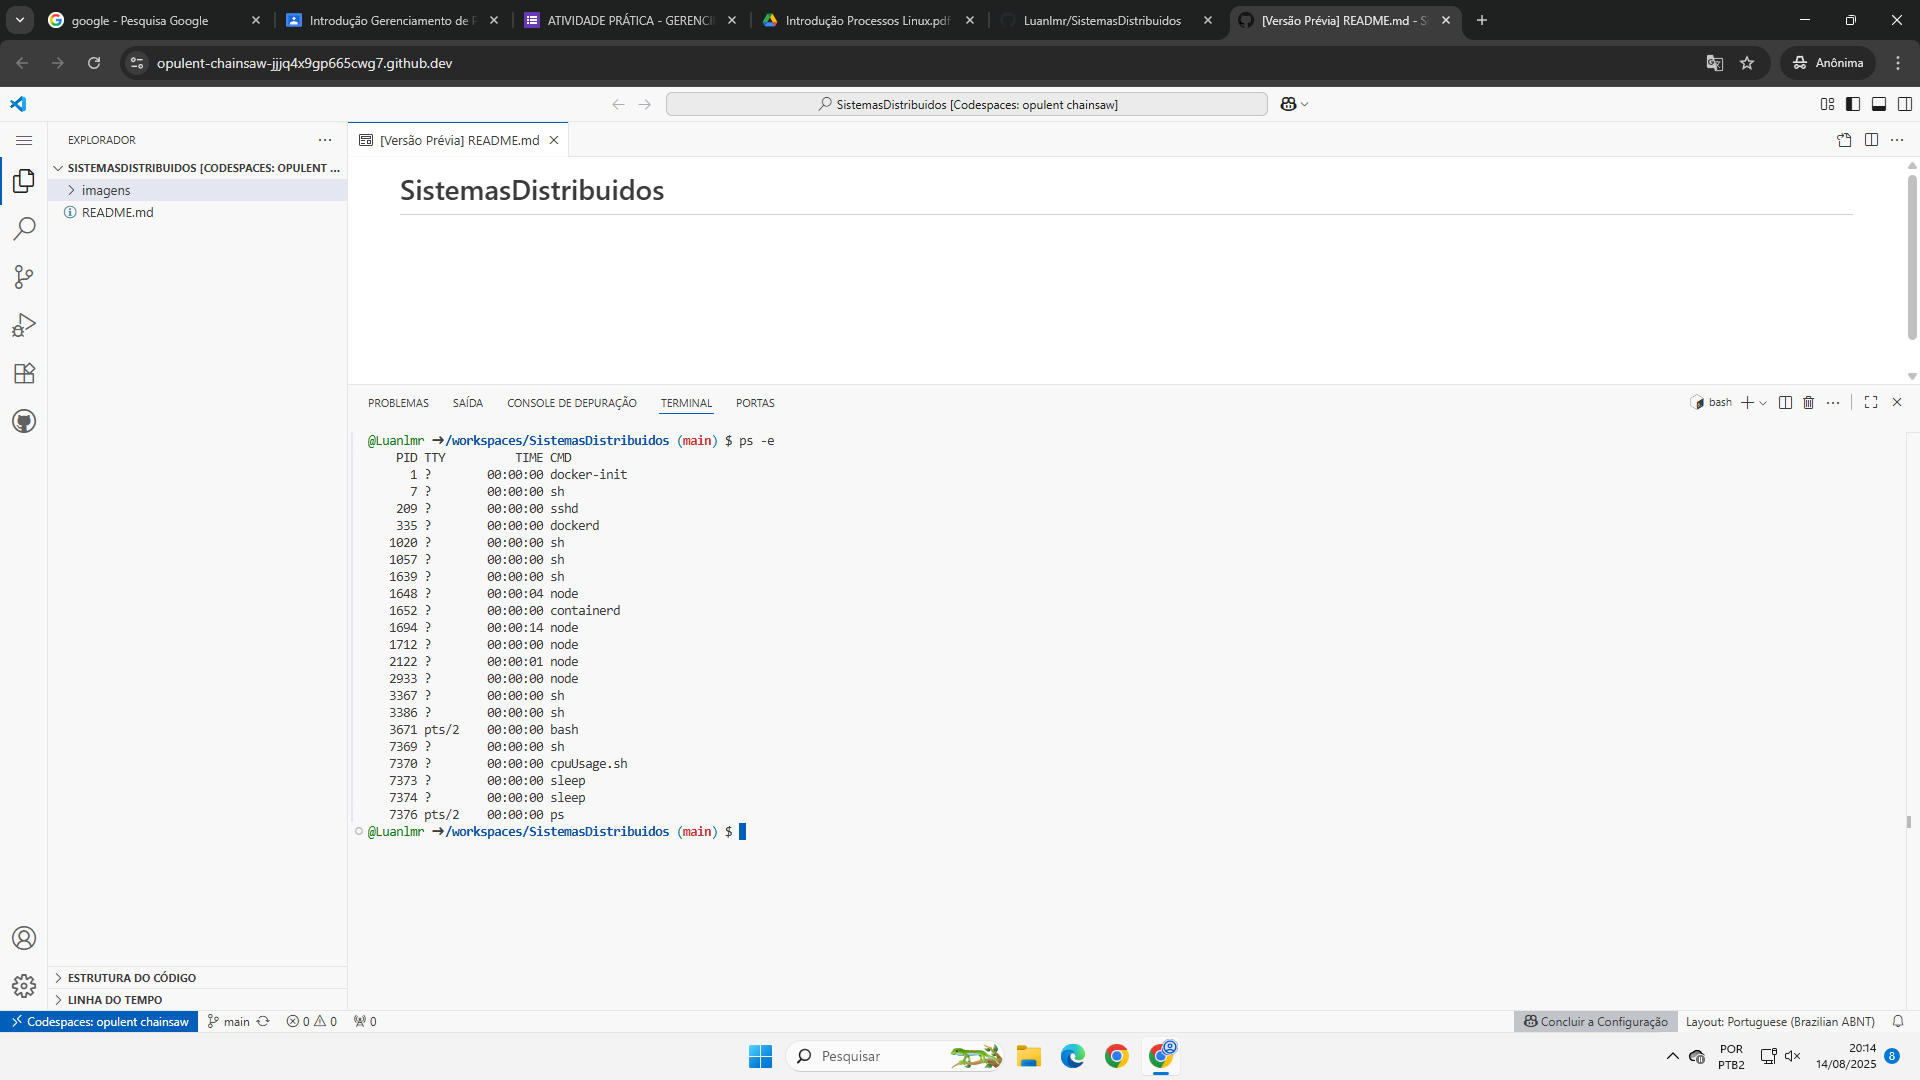 google - Pesquisa Google
Introdução Gerenciamento de P
ATIVIDADE PRÁTICA - GERENCI
Introdução Processos Linux.pdf
Luanlmr/SistemasDistribuidos
[Versão Prévia] README.md - S
opulent-chainsaw-jjjq4x9gp665cwg7.github.dev
Anônima
SistemasDistribuidos [Codespaces: opulent chainsaw]
EXPLORADOR
[Versão Prévia] README.md
SISTEMASDISTRIBUIDOS [CODESPACES: OPULENT ...
imagens
README.md
SistemasDistribuidos
PROBLEMAS SAÍDA CONSOLE DE DEPURAÇÃO TERMINAL PORTAS
bash
@Luanlmr ➜/workspaces/SistemasDistribuidos (main) $ ps -e
PID TTY TIME CMD
1 ? 00:00:00 docker-init
7 ? 00:00:00 sh
209 ? 00:00:00 sshd
335 ? 00:00:00 dockerd
1020 ? 00:00:00 sh
1057 ? 00:00:00 sh
1639 ? 00:00:00 sh
1648 ? 00:00:04 node
1652 ? 00:00:00 containerd
1694 ? 00:00:14 node
1712 ? 00:00:00 node
2122 ? 00:00:01 node
2933 ? 00:00:00 node
3367 ? 00:00:00 sh
3386 ? 00:00:00 sh
3671 pts/2 00:00:00 bash
7369 ? 00:00:00 sh
7370 ? 00:00:00 cpuUsage.sh
7373 ? 00:00:00 sleep
7374 ? 00:00:00 sleep
7376 pts/2 00:00:00 ps
@Luanlmr ➜/workspaces/SistemasDistribuidos (main) $
ESTRUTURA DO CÓDIGO
LINHA DO TEMPO
Codespaces: opulent chainsaw main 0 0 0 Concluir a Configuração Layout: Portuguese (Brazilian ABNT)
Pesquisar
POR
PTB2
20:14
14/08/2025
8